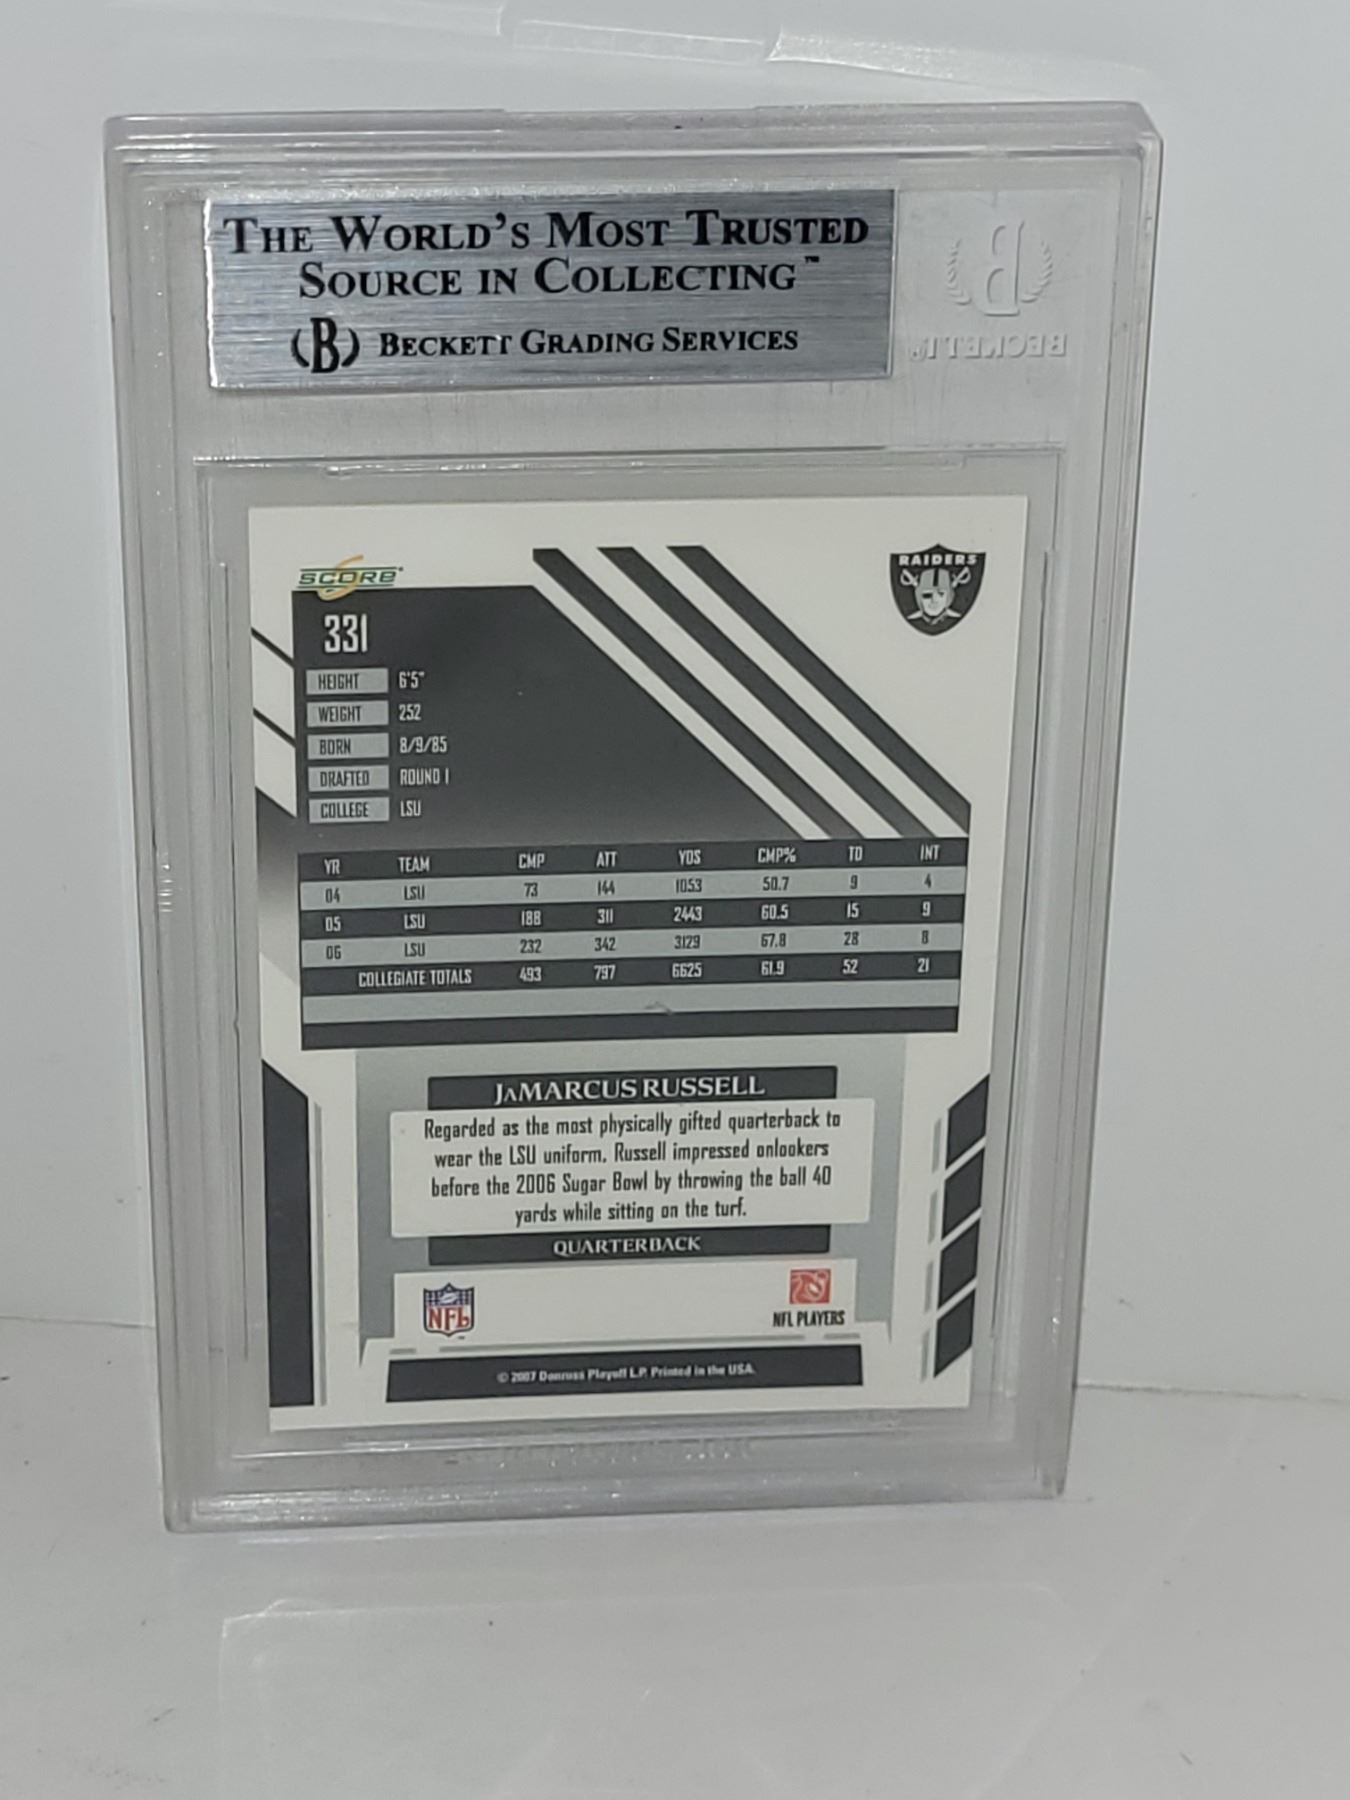 THE WORLD'S MOST TRUSTED
SOURCE IN COLLECTING™
(B) BECKETT GRADING SERVICES
B
BECKETT
SCORE
RAIDERS
331
HEIGHT 6'5"
WEIGHT 252
BORN 8/9/85
DRAFTED ROUND 1
COLLEGE LSU
YR TEAM CMP ATT YDS CMP% TD INT
04 LSU 73 144 1053 50.7 9 4
05 LSU 188 311 2443 60.5 15 9
06 LSU 232 342 3129 67.8 28 8
COLLEGIATE TOTALS 493 797 6625 61.9 52 21
JAMARCUS RUSSELL
Regarded as the most physically gifted quarterback to
wear the LSU uniform, Russell impressed onlookers
before the 2006 Sugar Bowl by throwing the ball 40
yards while sitting on the turf.
QUARTERBACK
NFL
NFL PLAYERS
© 2007 Donruss Playoff L.P. Printed in the USA.